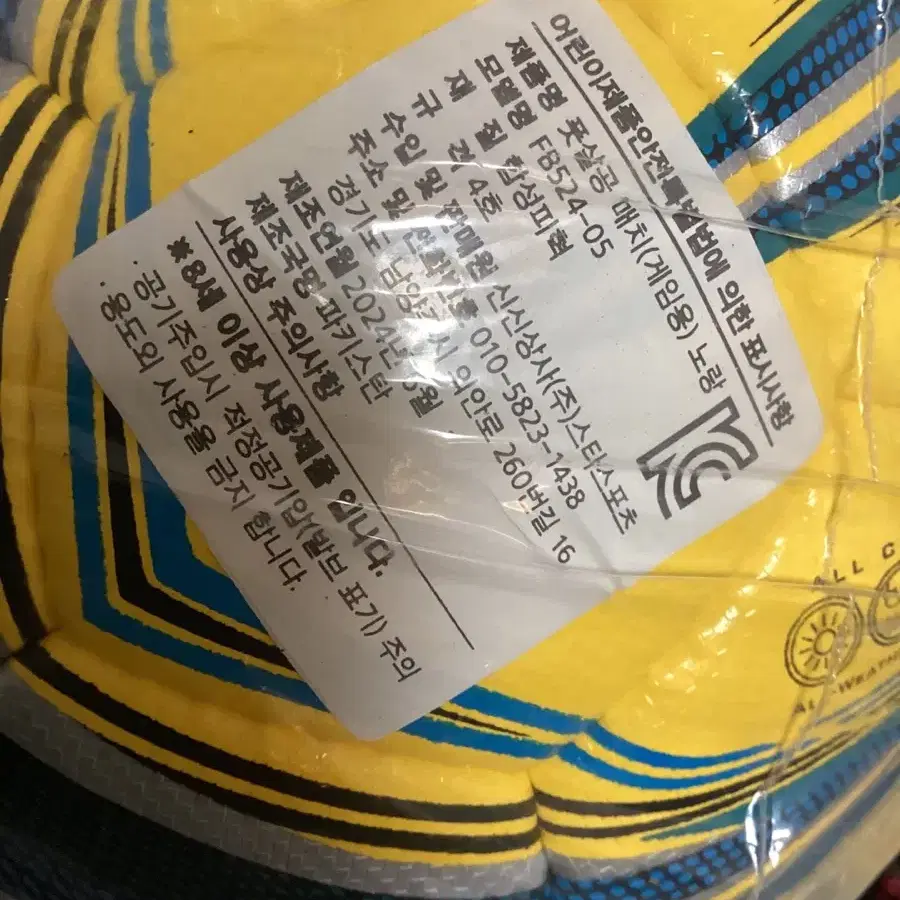 어린이제품안전특별법에 의한 표시사항
제품명 풋살공 매치(게임용) 노랑
모델명 FB524-05
재 질 합성피혁
규 격 4호
수입 및 판매원 신신상사(주)스타스포츠
주소 및 연락번호 010-5823-1438
경기도 남양주시 의안로 260번길 16
제조연월 2024년 5월
제조국명 파키스탄
사용상 주의사항
※8세 이상 사용제품 입니다.
. 공기주입시 적정공기압(발브 표기) 주의
. 용도외 사용을 금지 합니다.
KC
ALL C